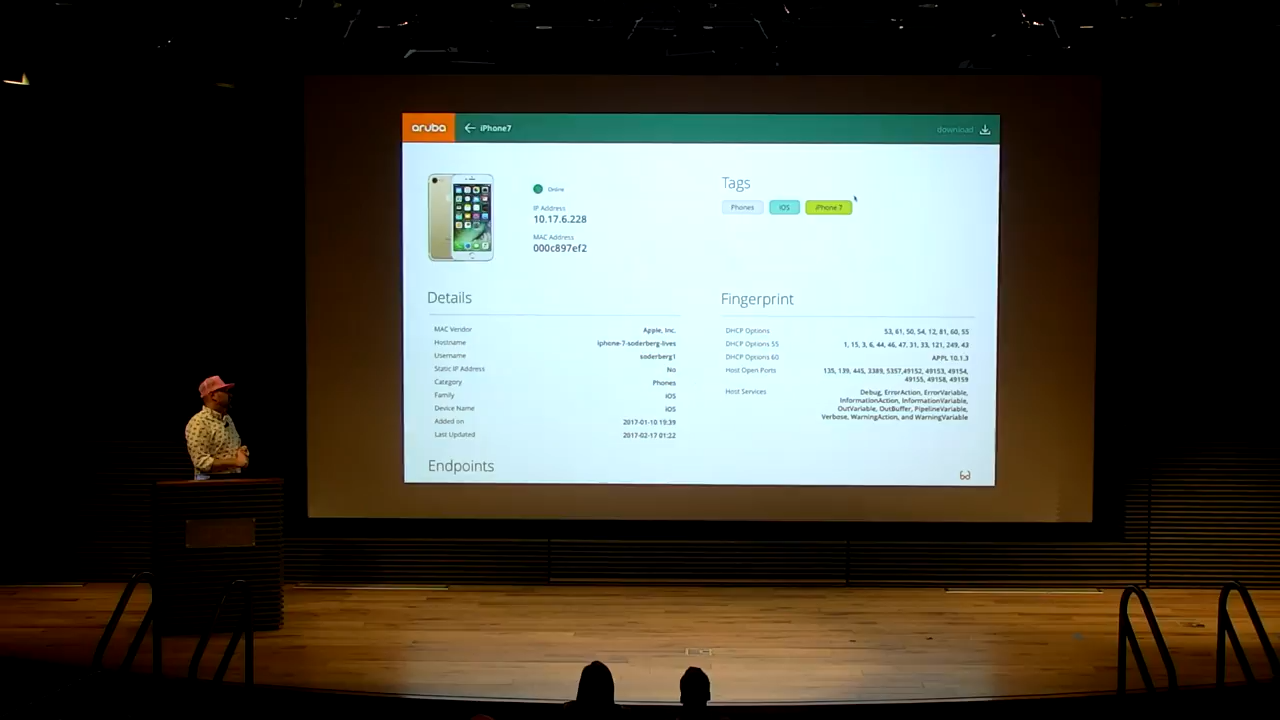 aruba
iPhone7
download
Online
IP Address
10.17.6.228
MAC Address
000c897ef2
Tags
Phones iOS iPhone 7
Details
MAC Vendor Apple, Inc.
Hostname iphone-7-soderberg-lives
Username soderberg1
Static IP Address No
Category Phones
Family iOS
Device Name iOS
Added on 2017-01-10 19:39
Last Updated 2017-02-17 01:22
Endpoints
Fingerprint
DHCP Options 53, 61, 50, 54, 12, 81, 60, 55
DHCP Options 55 1, 15, 3, 6, 44, 46, 47, 31, 33, 121, 249, 43
DHCP Options 60 APPL 10.1.3
Host Open Ports 135, 139, 445, 3389, 5357,49152, 49153, 49154,
49155, 49158, 49159
Host Services Debug, ErrorAction, ErrorVariable,
InformationAction, InformationVariable,
OutVariable, OutBuffer, PipelineVariable,
Verbose, WarningAction, and WarningVariable